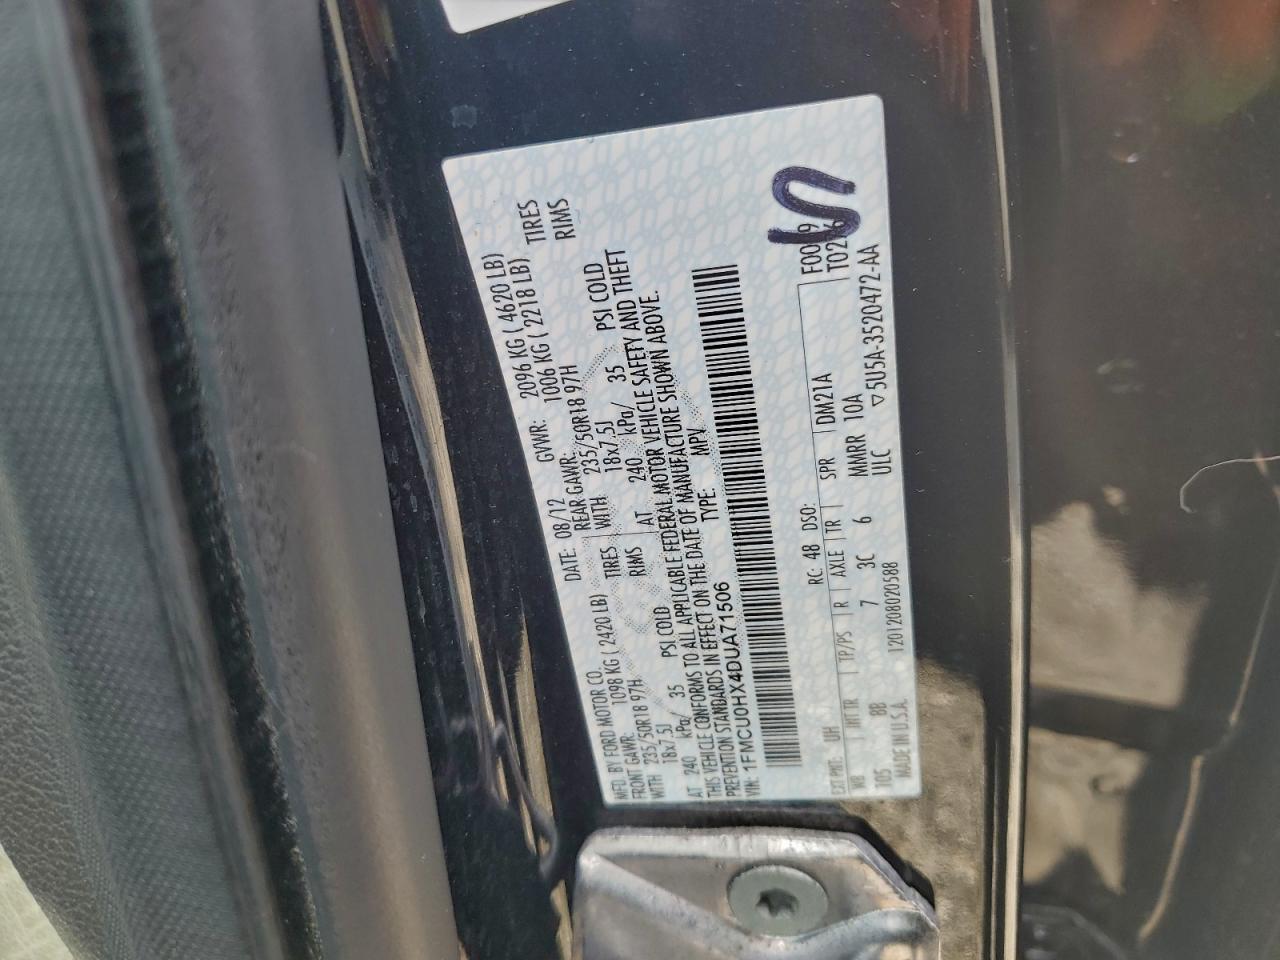 MFD. BY FORD MOTOR CO.
DATE: 08/12 GVWR: 2096 KG ( 4620 LB)
FRONT GAWR: 1098 KG ( 2420 LB) REAR GAWR: 1006 KG ( 2218 LB)
WITH 235/50R18 97H TIRES WITH 235/50R18 97H TIRES
18x7.5J RIMS 18x7.5J RIMS
AT 240 kPa/ 35 PSI COLD AT 240 kPa/ 35 PSI COLD
THIS VEHICLE CONFORMS TO ALL APPLICABLE FEDERAL MOTOR VEHICLE SAFETY AND THEFT
PREVENTION STANDARDS IN EFFECT ON THE DATE OF MANUFACTURE SHOWN ABOVE.
VIN: 1FMCU0HX4DUA71506 TYPE: MPV
EXT PNT: UH RC: 48 DSO: F0019
WB INT TR TP/PS R AXLE TR SPR DM21A
105 BB 7 3C 6 MMRR 10A
MADE IN U.S.A. 1201208020588 ULC ▽5U5A-3520472-AA